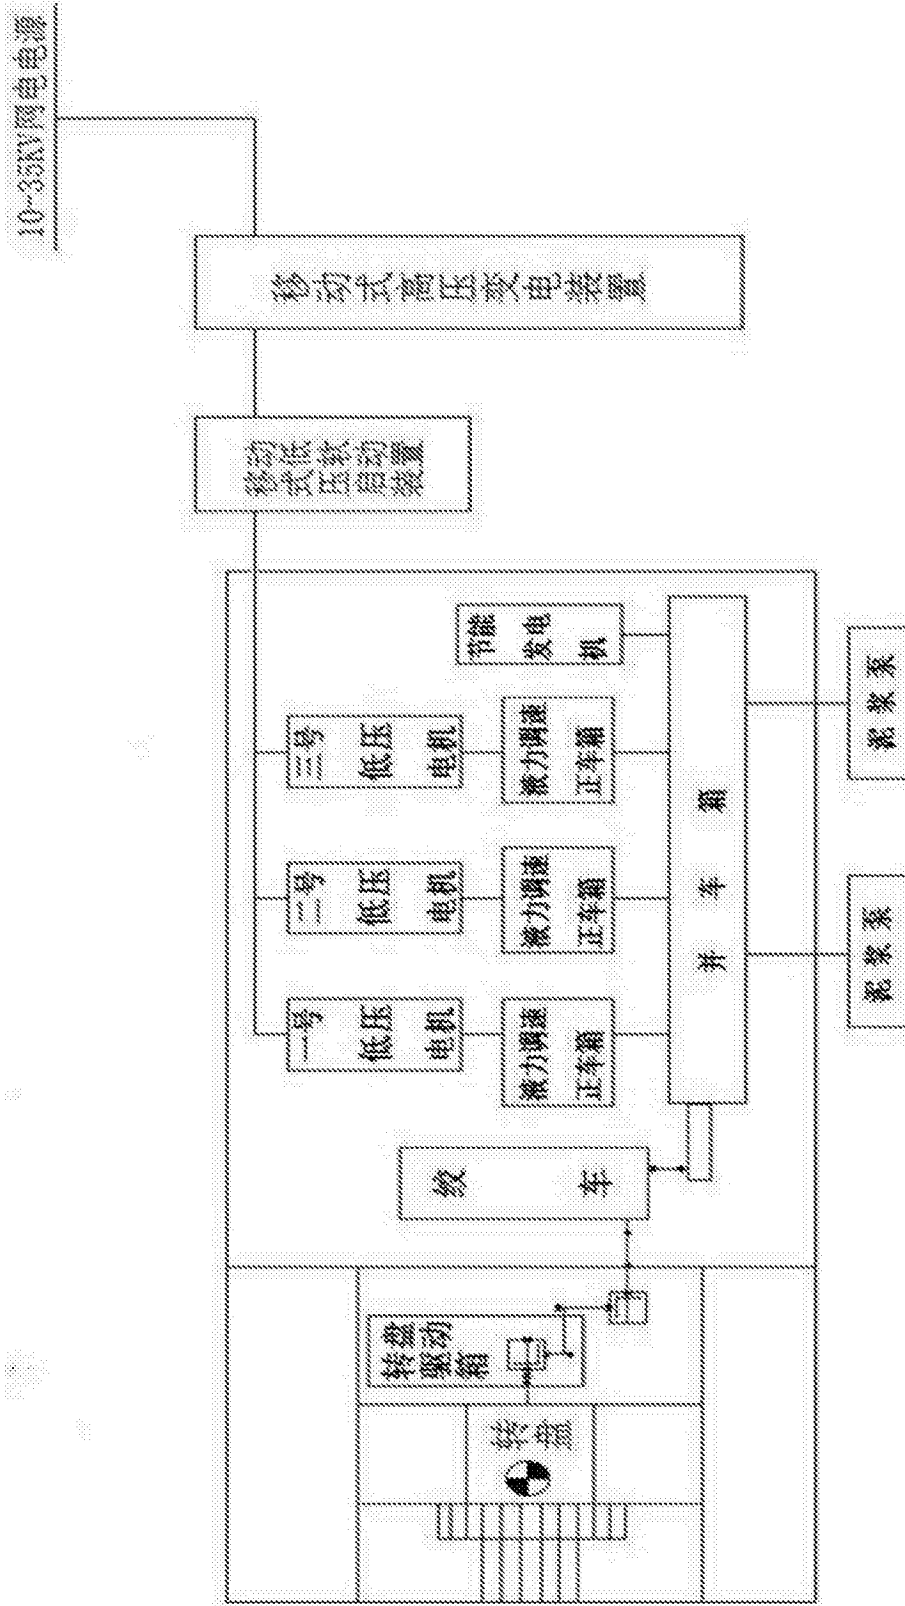 10~35KV网电电源
移动式高压变电装置
移动式低压软启动装置
节能
发电
机
三号
低压
电机
液力调速
正车箱
二号
低压
电机
液力调速
正车箱
一号
低压
电机
液力调速
正车箱
并车箱
泥浆泵
泥浆泵
绞车
转盘
驱动
箱
转盘